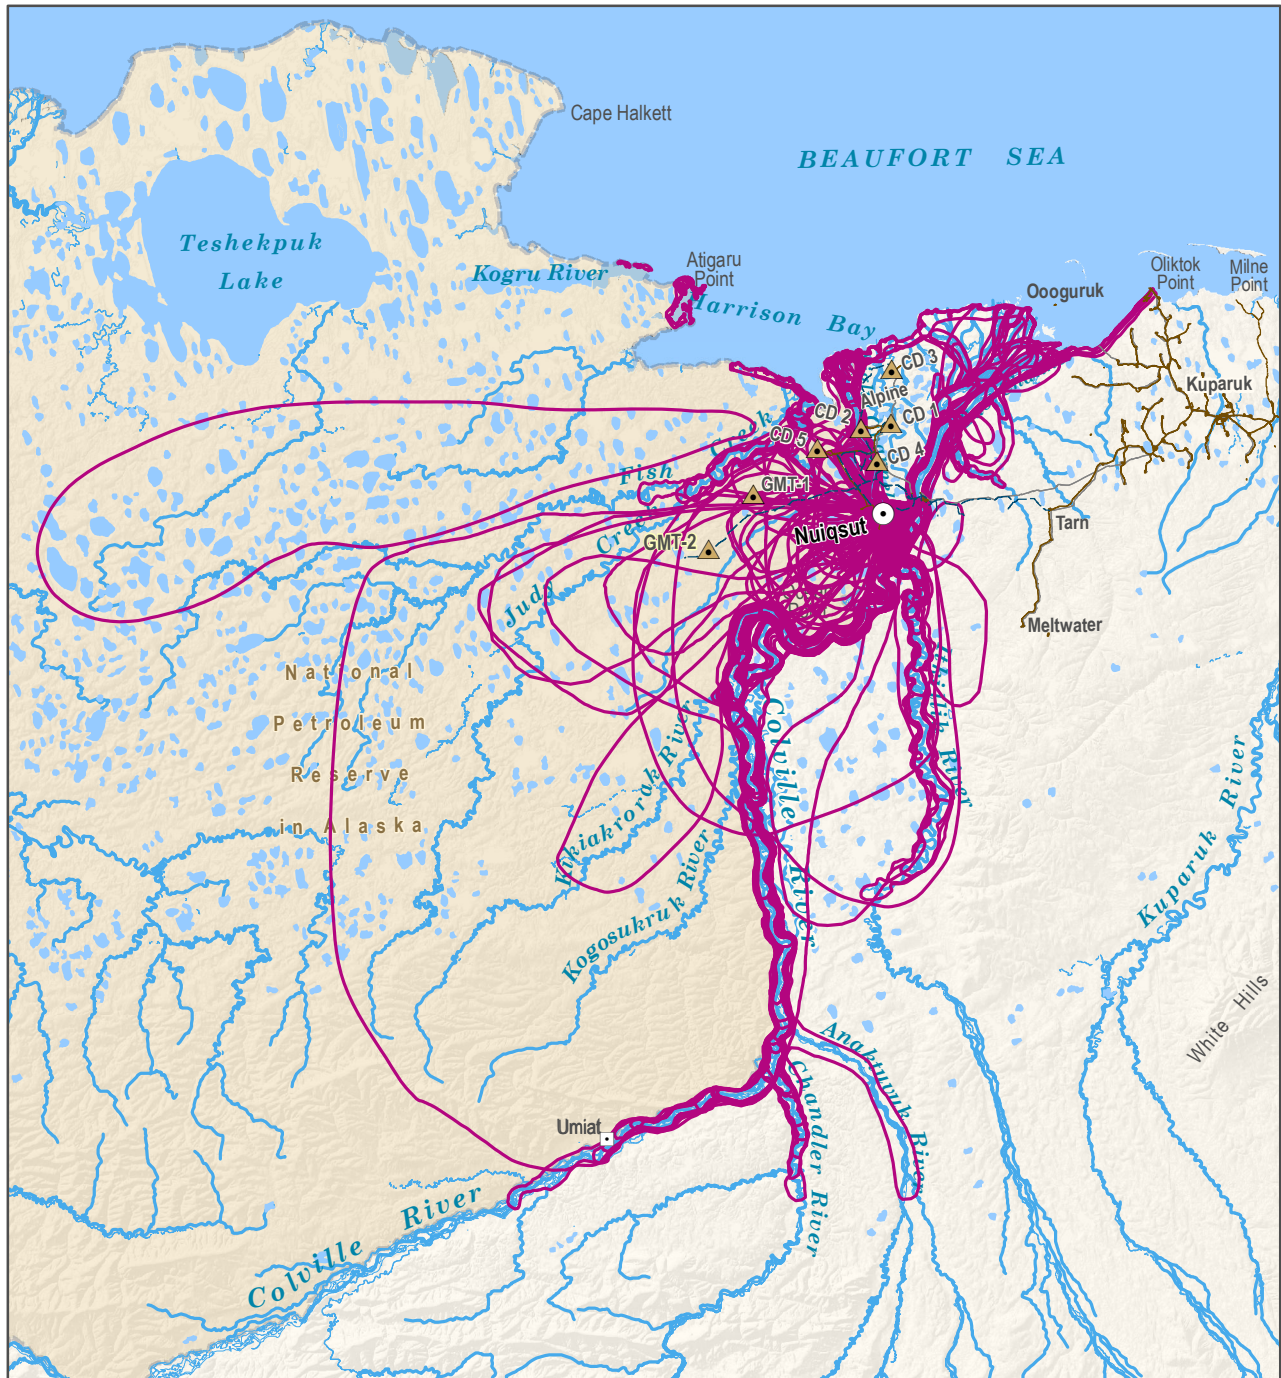 Cape Halkett
BEAUFORT SEA
Teshekpuk
Lake
Kogru River
Atigaru
Point
Harrison Bay
Oooguruk
Oliktok
Point
Milne
Point
CD 3
Alpine
CD 2
CD 1
Kuparuk
CD 5
CD 4
Fish Creek
GMT-1
Judy Creek
Nuiqsut
Tarn
GMT-2
Meltwater
National
Petroleum
Reserve
in Alaska
Itkillik River
Colville River
Kikiakrorak River
Kogosukruk River
Kuparuk River
White Hills
Anaktuvuk River
Chandler River
Umiat
Colville River